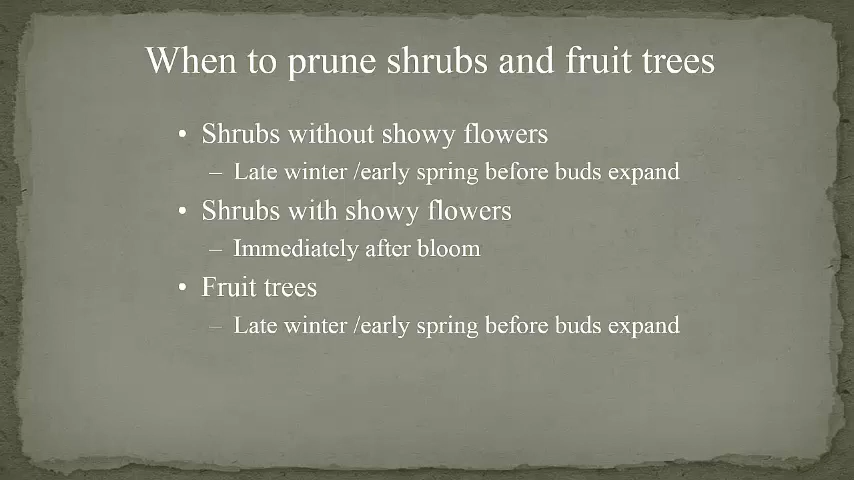 When to prune shrubs and fruit trees
• Shrubs without showy flowers
– Late winter /early spring before buds expand
• Shrubs with showy flowers
– Immediately after bloom
• Fruit trees
– Late winter /early spring before buds expand